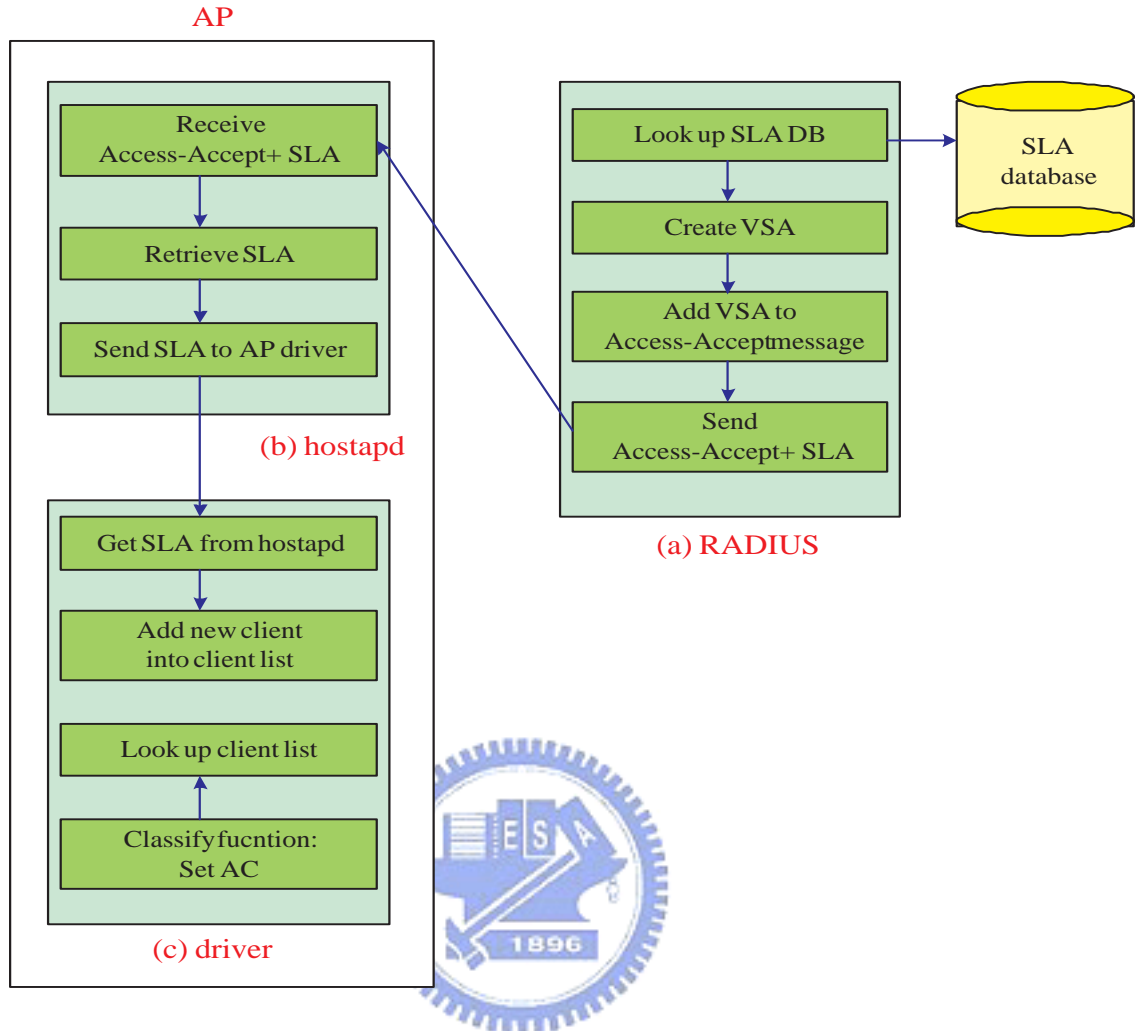 AP
Receive
Access-Accept+ SLA
Retrieve SLA
Send SLA to AP driver
(b) hostapd
Get SLA from hostapd
Add new client
into client list
Look up client list
Classify fucntion:
Set AC
(c) driver
Look up SLA DB
Create VSA
Add VSA to
Access-Acceptmessage
Send
Access-Accept+ SLA
(a) RADIUS
SLA
database
E S A
1896